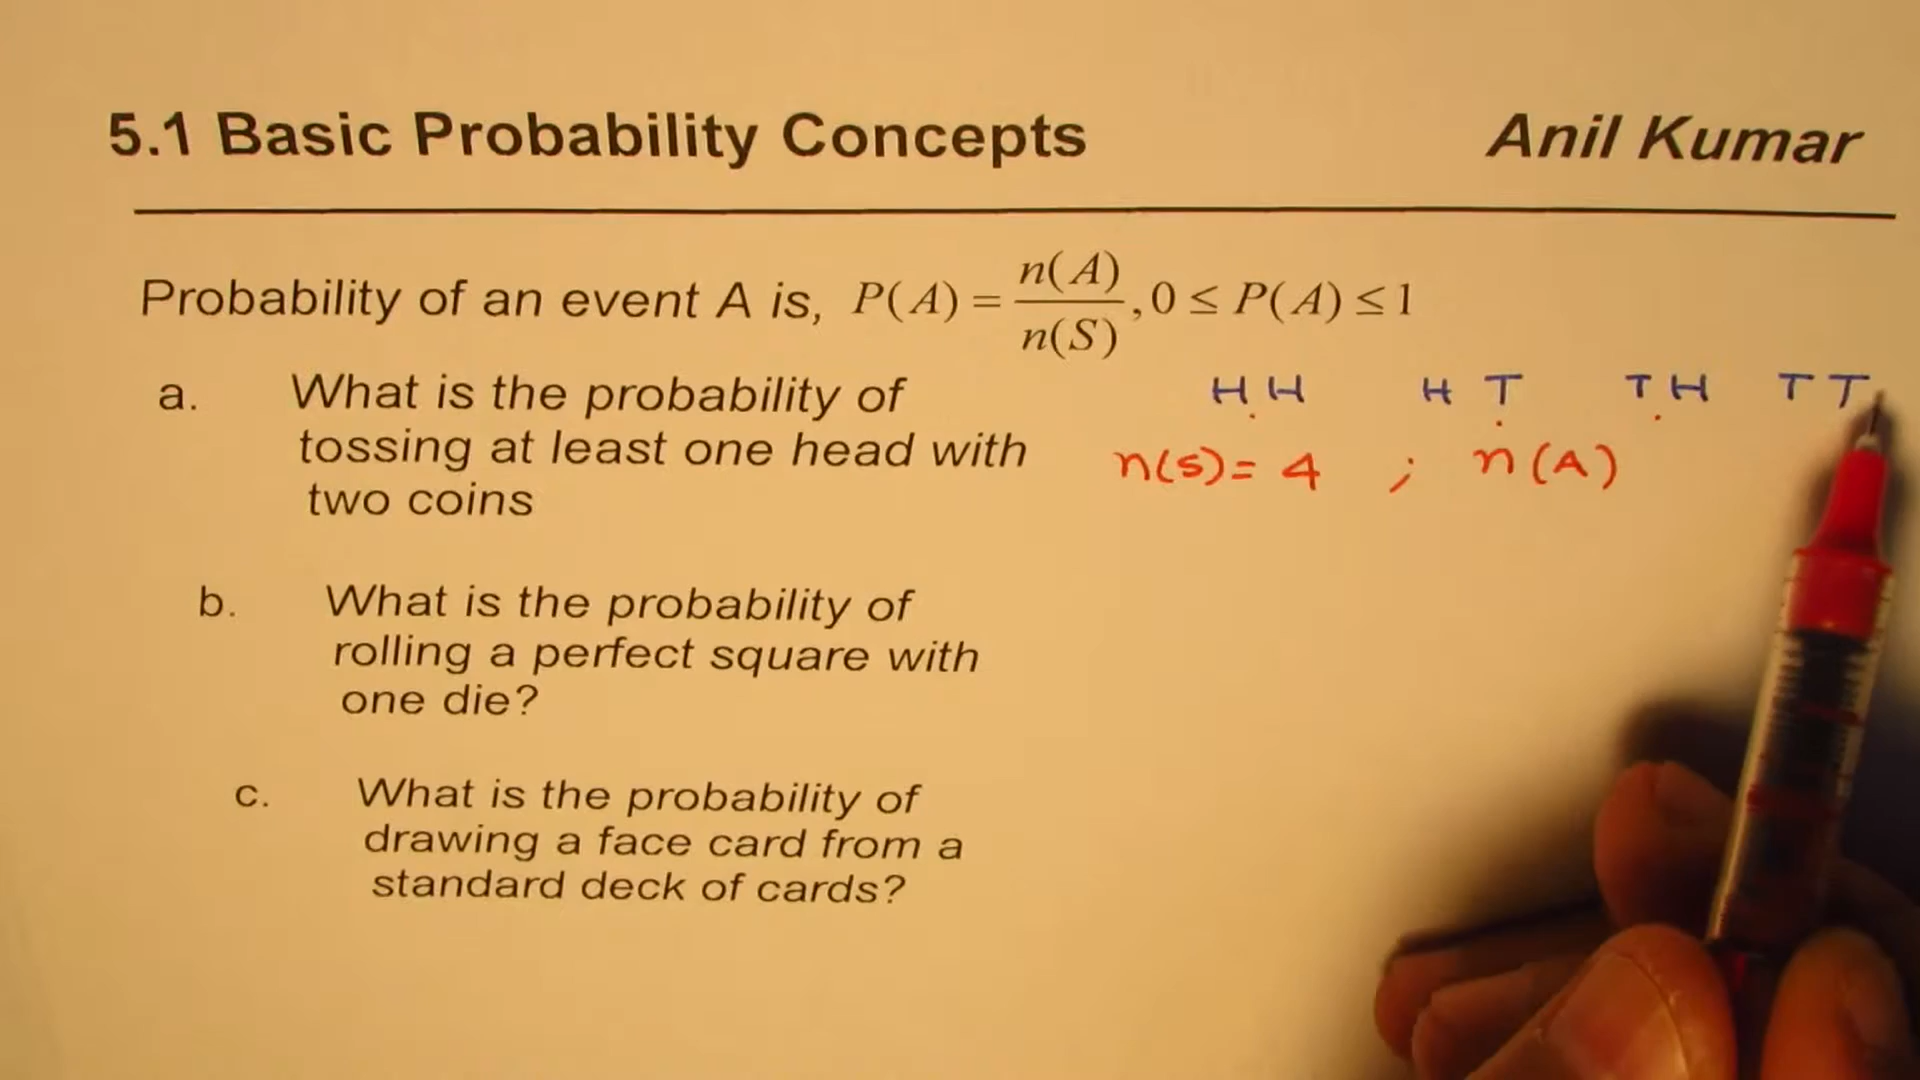 5.1 Basic Probability Concepts Anil Kumar
Probability of an event A is, P(A) = n(A)/n(S), 0 ≤ P(A) ≤ 1
a. What is the probability of
tossing at least one head with
two coins
HH HT TH TT
n(S) = 4 ; n(A)
b. What is the probability of
rolling a perfect square with
one die?
c. What is the probability of
drawing a face card from a
standard deck of cards?